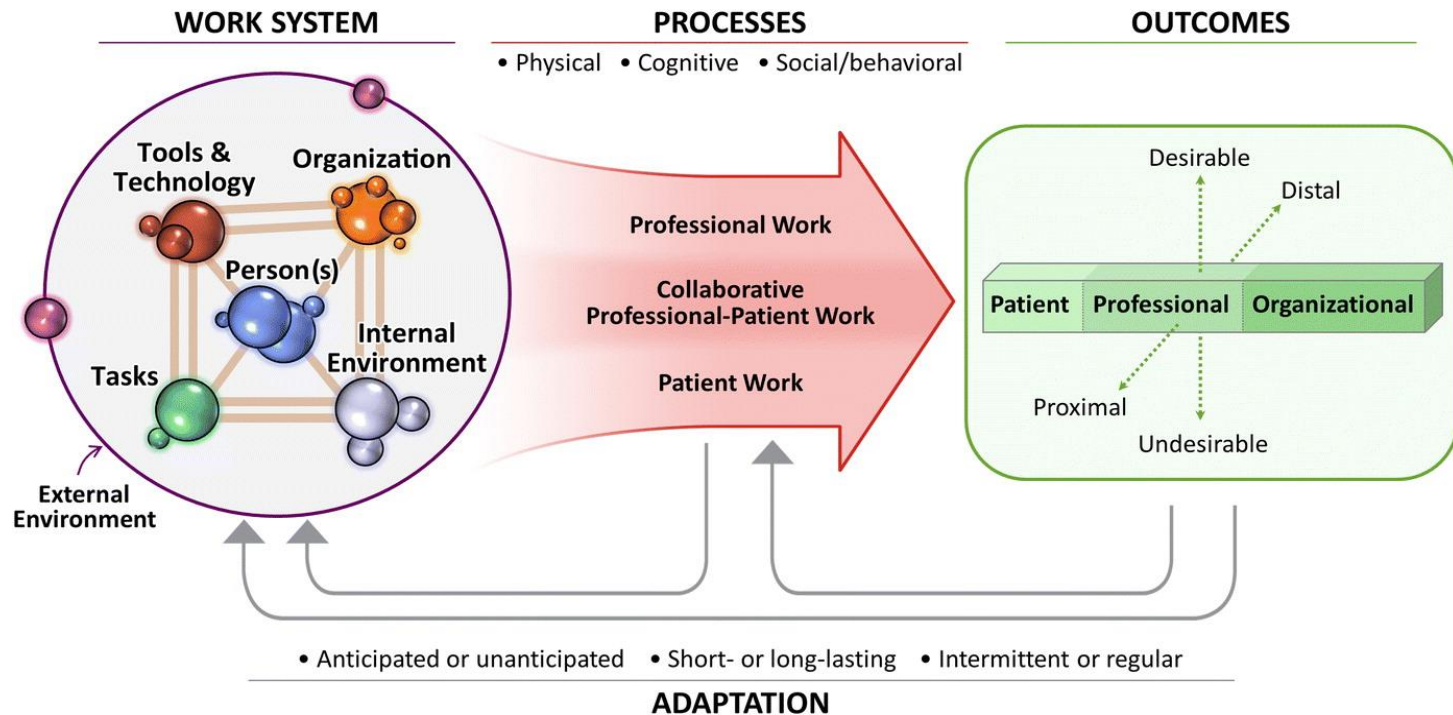 WORK SYSTEM
PROCESSES
• Physical • Cognitive • Social/behavioral
OUTCOMES
Tools &
Technology
Organization
Person(s)
Internal
Environment
Tasks
External
Environment
Professional Work
Collaborative
Professional-Patient Work
Patient Work
Desirable
Distal
Patient Professional Organizational
Proximal
Undesirable
• Anticipated or unanticipated • Short- or long-lasting • Intermittent or regular
ADAPTATION